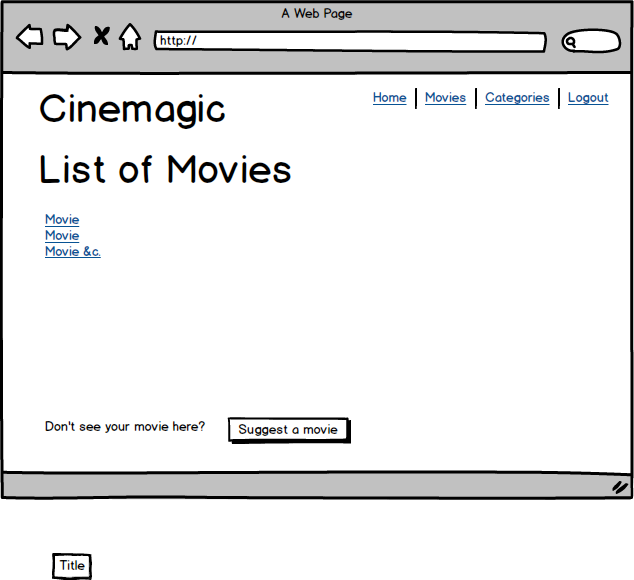 A Web Page
http://
Cinemagic
Home Movies Categories Logout
List of Movies
Movie
Movie
Movie &c.
Don't see your movie here? Suggest a movie
Title